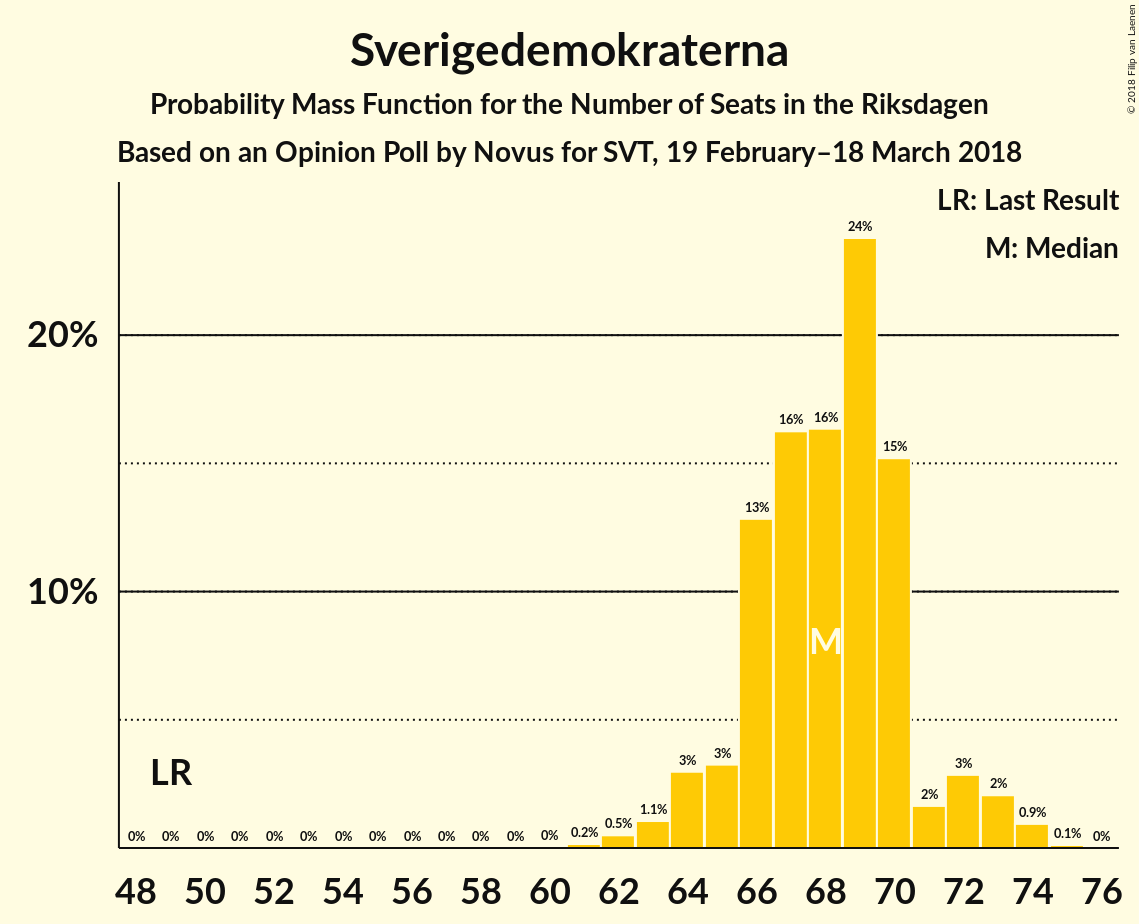 Sverigedemokraterna
Probability Mass Function for the Number of Seats in the Riksdagen
Based on an Opinion Poll by Novus for SVT, 19 February–18 March 2018
© 2018 Filip van Laenen
LR: Last Result
M: Median
20%
10%
LR
M
0% 0% 0% 0% 0% 0% 0% 0% 0% 0% 0% 0% 0% 0.2% 0.5% 1.1% 3% 3% 13% 16% 16% 24% 15% 2% 3% 2% 0.9% 0.1% 0%
48 50 52 54 56 58 60 62 64 66 68 70 72 74 76